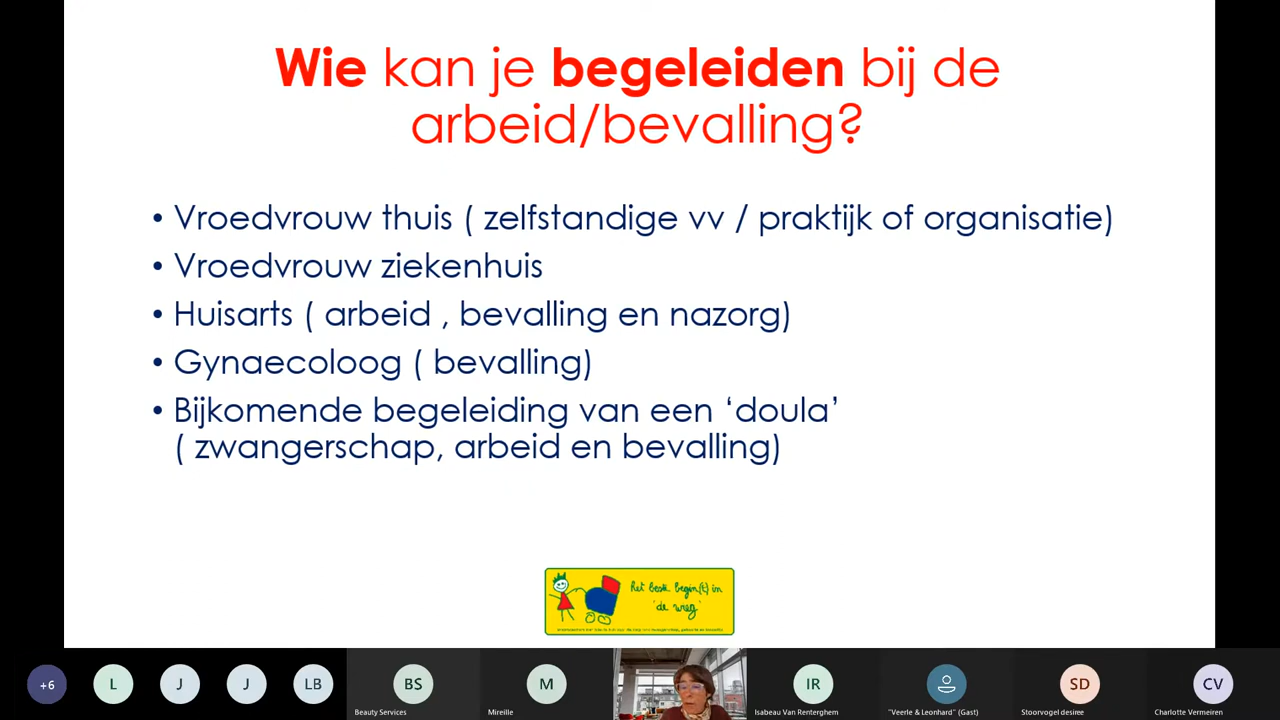 Wie kan je begeleiden bij de
arbeid/bevalling?
• Vroedvrouw thuis ( zelfstandige vv / praktijk of organisatie)
• Vroedvrouw ziekenhuis
• Huisarts ( arbeid , bevalling en nazorg)
• Gynaecoloog ( bevalling)
• Bijkomende begeleiding van een ‘doula’
( zwangerschap, arbeid en bevalling)
het beste begin(t) in
'de weg'
+6
L
J
J
LB
BS
Beauty Services
M
Mireille
IR
Isabeau Van Renterghem
"Veerle & Leonhard" (Gast)
SD
Stoorvogel desiree
CV
Charlotte Vermeiren